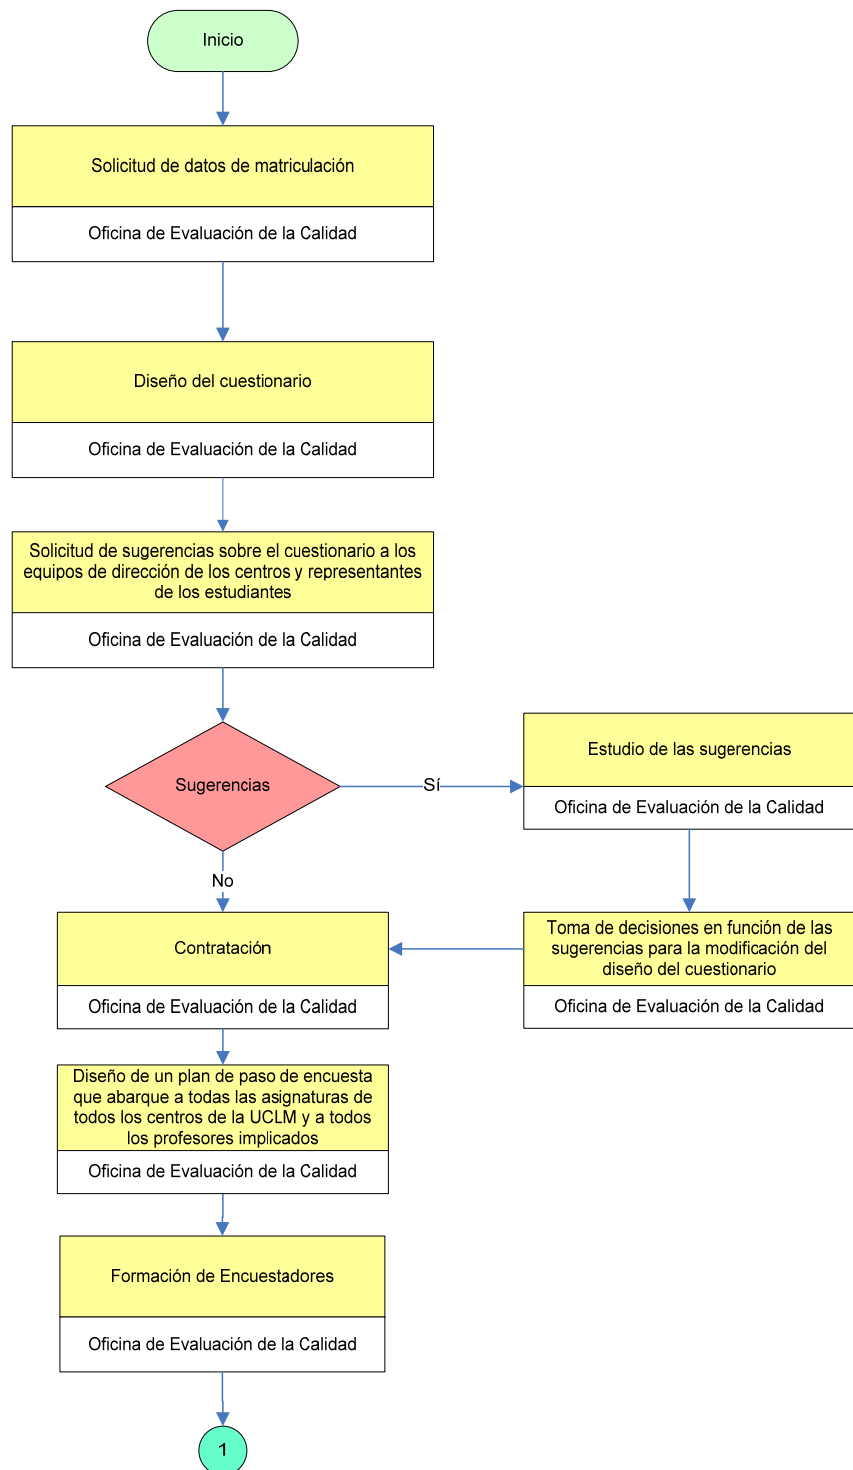 Inicio
Solicitud de datos de matriculación
Oficina de Evaluación de la Calidad
Diseño del cuestionario
Oficina de Evaluación de la Calidad
Solicitud de sugerencias sobre el cuestionario a los
equipos de dirección de los centros y representantes
de los estudiantes
Oficina de Evaluación de la Calidad
Sugerencias
Sí
Estudio de las sugerencias
Oficina de Evaluación de la Calidad
Toma de decisiones en función de las
sugerencias para la modificación del
diseño del cuestionario
Oficina de Evaluación de la Calidad
No
Contratación
Oficina de Evaluación de la Calidad
Diseño de un plan de paso de encuesta
que abarque a todas las asignaturas de
todos los centros de la UCLM y a todos
los profesores implicados
Oficina de Evaluación de la Calidad
Formación de Encuestadores
Oficina de Evaluación de la Calidad
1